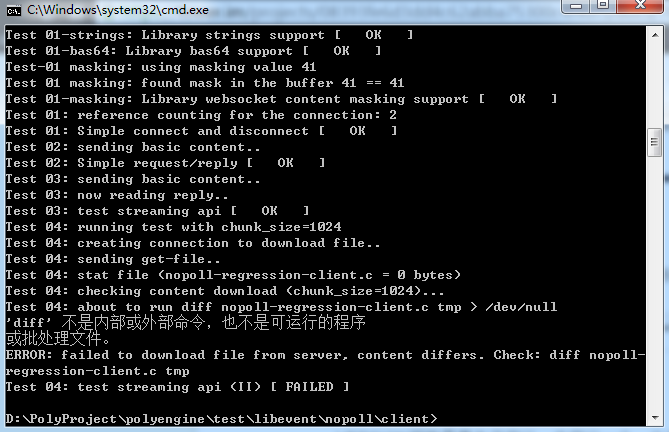 C:\Windows\system32\cmd.exe
Test 01-strings: Library strings support [   OK   ]
Test 01-bas64: Library bas64 support [   OK   ]
Test-01 masking: using masking value 41
Test 01 masking: found mask in the buffer 41 == 41
Test 01-masking: Library websocket content masking support [   OK   ]
Test 01: reference counting for the connection: 2
Test 01: Simple connect and disconnect [   OK   ]
Test 02: sending basic content..
Test 02: Simple request/reply [   OK   ]
Test 03: sending basic content..
Test 03: now reading reply..
Test 03: test streaming api [   OK   ]
Test 04: running test with chunk_size=1024
Test 04: creating connection to download file..
Test 04: sending get-file..
Test 04: stat file (nopoll-regression-client.c = 0 bytes)
Test 04: checking content download (chunk_size=1024)...
Test 04: about to run diff nopoll-regression-client.c tmp > /dev/null
'diff' 不是内部或外部命令，也不是可运行的程序
或批处理文件。
ERROR: failed to download file from server, content differs. Check: diff nopoll-
regression-client.c tmp
Test 04: test streaming api (II) [ FAILED ]
D:\PolyProject\polyengine\test\libevent\nopoll\client>